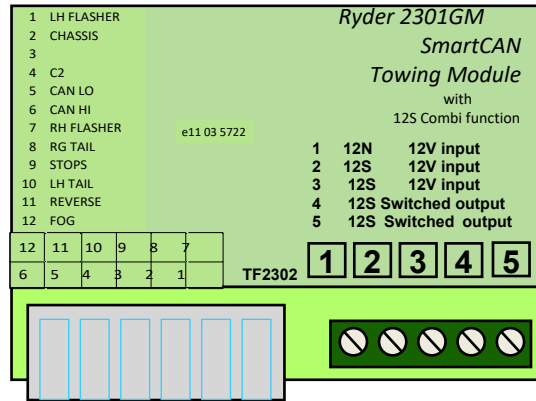 1 LH FLASHER
2 CHASSIS
3
4 C2
5 CAN LO
6 CAN HI
7 RH FLASHER
8 RG TAIL
9 STOPS
10 LH TAIL
11 REVERSE
12 FOG
e11 03 5722
Ryder 2301GM
SmartCAN
Towing Module
with
12S Combi function
1 12N 12V input
2 12S 12V input
3 12S 12V input
4 12S Switched output
5 12S Switched output
12 11 10 9 8 7
6 5 4 3 2 1
TF2302
1 2 3 4 5